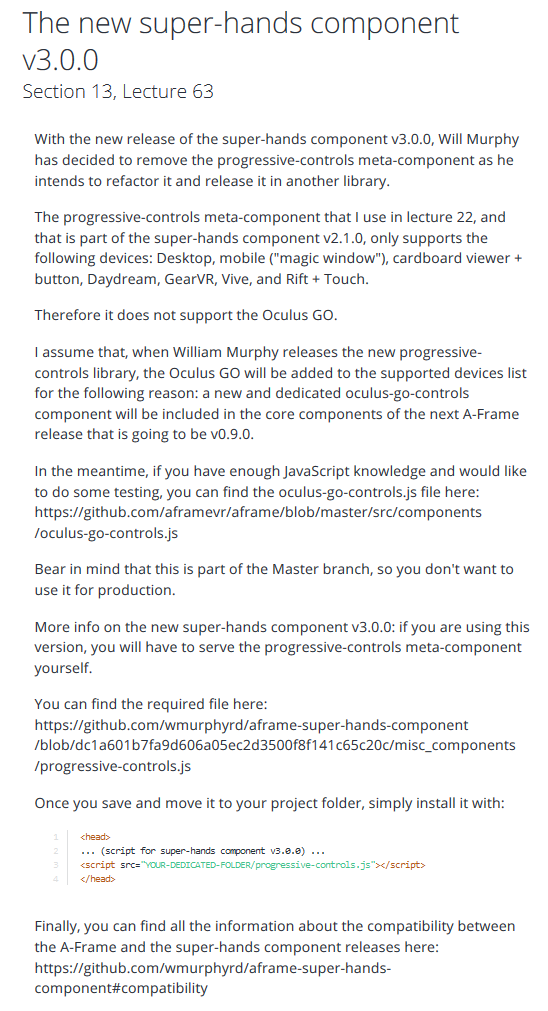 The new super-hands component
v3.0.0
Section 13, Lecture 63
With the new release of the super-hands component v3.0.0, Will Murphy
has decided to remove the progressive-controls meta-component as he
intends to refactor it and release it in another library.
The progressive-controls meta-component that I use in lecture 22, and
that is part of the super-hands component v2.1.0, only supports the
following devices: Desktop, mobile ("magic window"), cardboard viewer +
button, Daydream, GearVR, Vive, and Rift + Touch.
Therefore it does not support the Oculus GO.
I assume that, when William Murphy releases the new progressive-
controls library, the Oculus GO will be added to the supported devices list
for the following reason: a new and dedicated oculus-go-controls
component will be included in the core components of the next A-Frame
release that is going to be v0.9.0.
In the meantime, if you have enough JavaScript knowledge and would like
to do some testing, you can find the oculus-go-controls.js file here:
https://github.com/aframevr/aframe/blob/master/src/components
/oculus-go-controls.js
Bear in mind that this is part of the Master branch, so you don't want to
use it for production.
More info on the new super-hands component v3.0.0: if you are using this
version, you will have to serve the progressive-controls meta-component
yourself.
You can find the required file here:
https://github.com/wmurphyrd/aframe-super-hands-component
/blob/dc1a601b7fa9d606a05ec2d3500f8f141c65c20c/misc_components
/progressive-controls.js
Once you save and move it to your project folder, simply install it with:
1 <head>
2 ... (script for super-hands component v3.0.0) ...
3 <script src="YOUR-DEDICATED-FOLDER/progressive-controls.js"></script>
4 </head>
Finally, you can find all the information about the compatibility between
the A-Frame and the super-hands component releases here:
https://github.com/wmurphyrd/aframe-super-hands-
component#compatibility